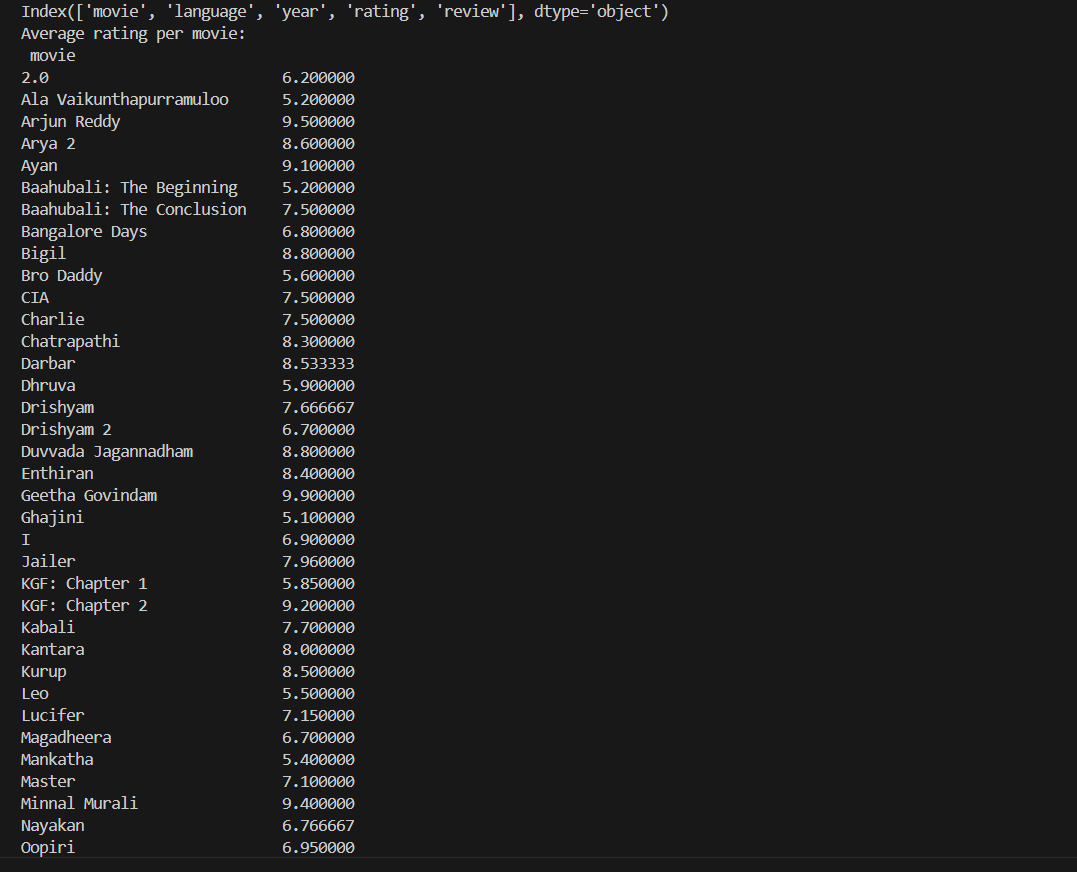 Index(['movie', 'language', 'year', 'rating', 'review'], dtype='object')
Average rating per movie:
movie
2.0 6.200000
Ala Vaikunthapurramuloo 5.200000
Arjun Reddy 9.500000
Arya 2 8.600000
Ayan 9.100000
Baahubali: The Beginning 5.200000
Baahubali: The Conclusion 7.500000
Bangalore Days 6.800000
Bigil 8.800000
Bro Daddy 5.600000
CIA 7.500000
Charlie 7.500000
Chatrapathi 8.300000
Darbar 8.533333
Dhruva 5.900000
Drishyam 7.666667
Drishyam 2 6.700000
Duvvada Jagannadham 8.800000
Enthiran 8.400000
Geetha Govindam 9.900000
Ghajini 5.100000
I 6.900000
Jailer 7.960000
KGF: Chapter 1 5.850000
KGF: Chapter 2 9.200000
Kabali 7.700000
Kantara 8.000000
Kurup 8.500000
Leo 5.500000
Lucifer 7.150000
Magadheera 6.700000
Mankatha 5.400000
Master 7.100000
Minnal Murali 9.400000
Nayakan 6.766667
Oopiri 6.950000